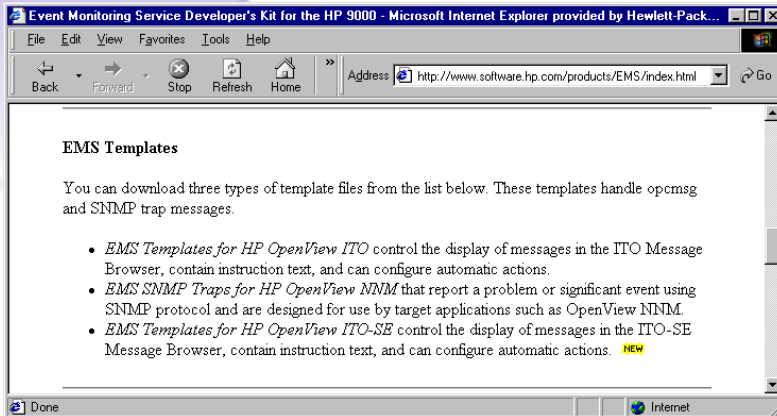 Event Monitoring Service Developer's Kit for the HP 9000 - Microsoft Internet Explorer provided by Hewlett-Pack...
File Edit View Favorites Tools Help
Back Forward Stop Refresh Home » Address http://www.software.hp.com/products/EMS/index.html Go
EMS Templates
You can download three types of template files from the list below. These templates handle opcmsg
and SNMP trap messages.
• EMS Templates for HP OpenView ITO control the display of messages in the ITO Message
Browser, contain instruction text, and can configure automatic actions.
• EMS SNMP Traps for HP OpenView NNM that report a problem or significant event using
SNMP protocol and are designed for use by target applications such as OpenView NNM.
• EMS Templates for HP OpenView ITO-SE control the display of messages in the ITO-SE
Message Browser, contain instruction text, and can configure automatic actions. NEW
Done Internet